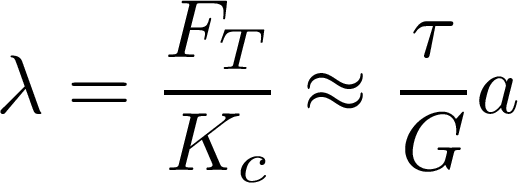 λ = F_T / K_c ≈ τ / G a